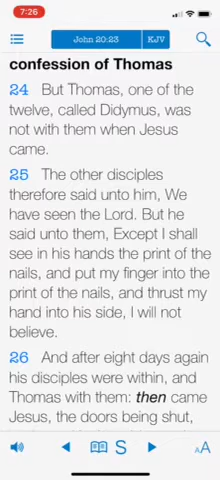 7:26
John 20:23 KJV
confession of Thomas
24 But Thomas, one of the
twelve, called Didymus, was
not with them when Jesus
came.
25 The other disciples
therefore said unto him, We
have seen the Lord. But he
said unto them, Except I shall
see in his hands the print of the
nails, and put my finger into the
print of the nails, and thrust my
hand into his side, I will not
believe.
26 And after eight days again
his disciples were within, and
Thomas with them: then came
Jesus, the doors being shut,
S AA